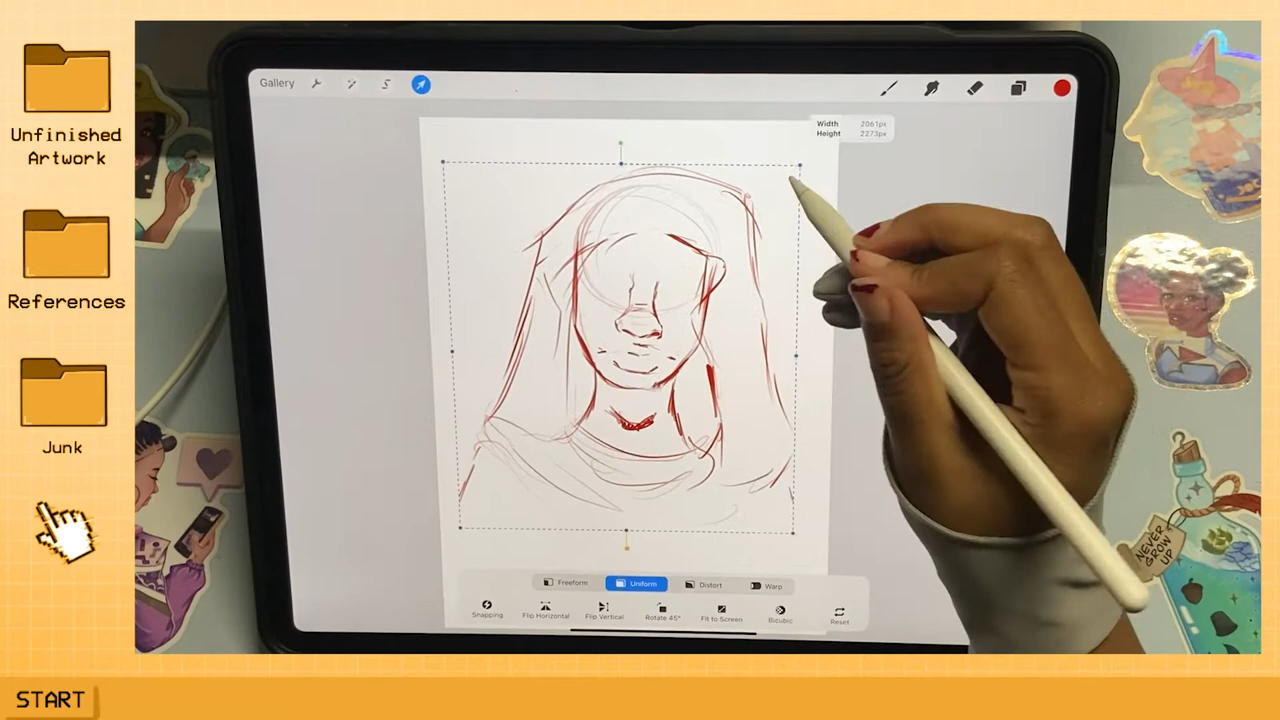 Unfinished
Artwork
References
Junk
START
Gallery
Width 2061px
Height 2273px
Freeform
Uniform
Distort
Warp
Snapping
Flip Horizontal
Flip Vertical
Rotate 45°
Fit to Screen
Bicubic
Reset
NEVER
GROW
UP